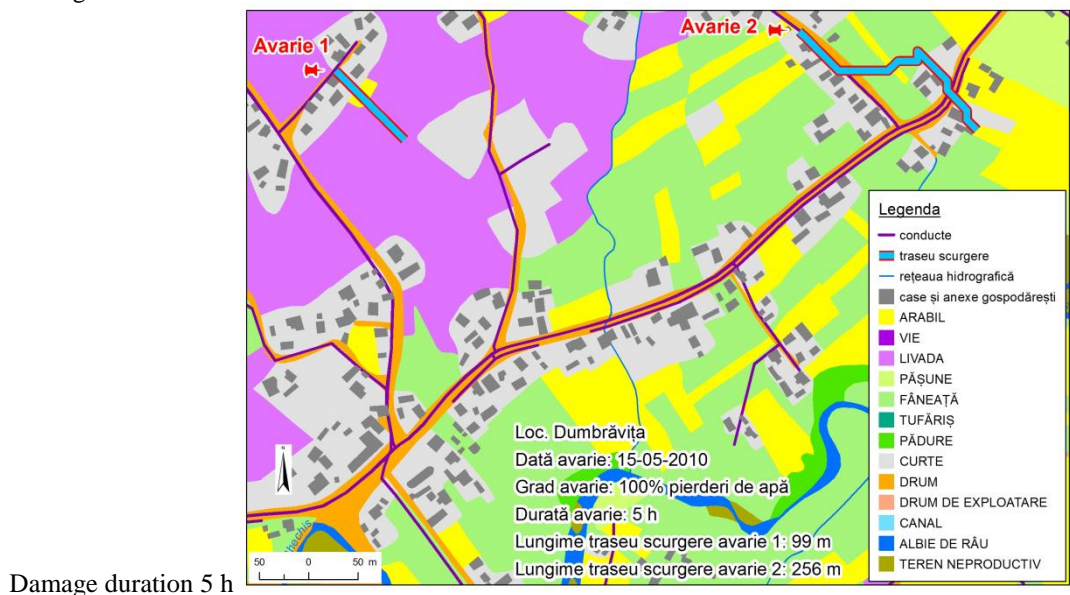 Avarie 1
Avarie 2
Legenda
conducte
traseu scurgere
rețeaua hidrografică
case și anexe gospodărești
ARABIL
VIE
LIVADA
PĂȘUNE
FÂNEAȚĂ
TUFĂRIȘ
PĂDURE
CURTE
DRUM
DRUM DE EXPLOATARE
CANAL
ALBIE DE RÂU
TEREN NEPRODUCTIV
Loc. Dumbrăvița
Dată avarie: 15-05-2010
Grad avarie: 100% pierderi de apă
Durată avarie: 5 h
Lungime traseu scurgere avarie 1: 99 m
Lungime traseu scurgere avarie 2: 256 m
N
50 0 50 m
Damage duration 5 h